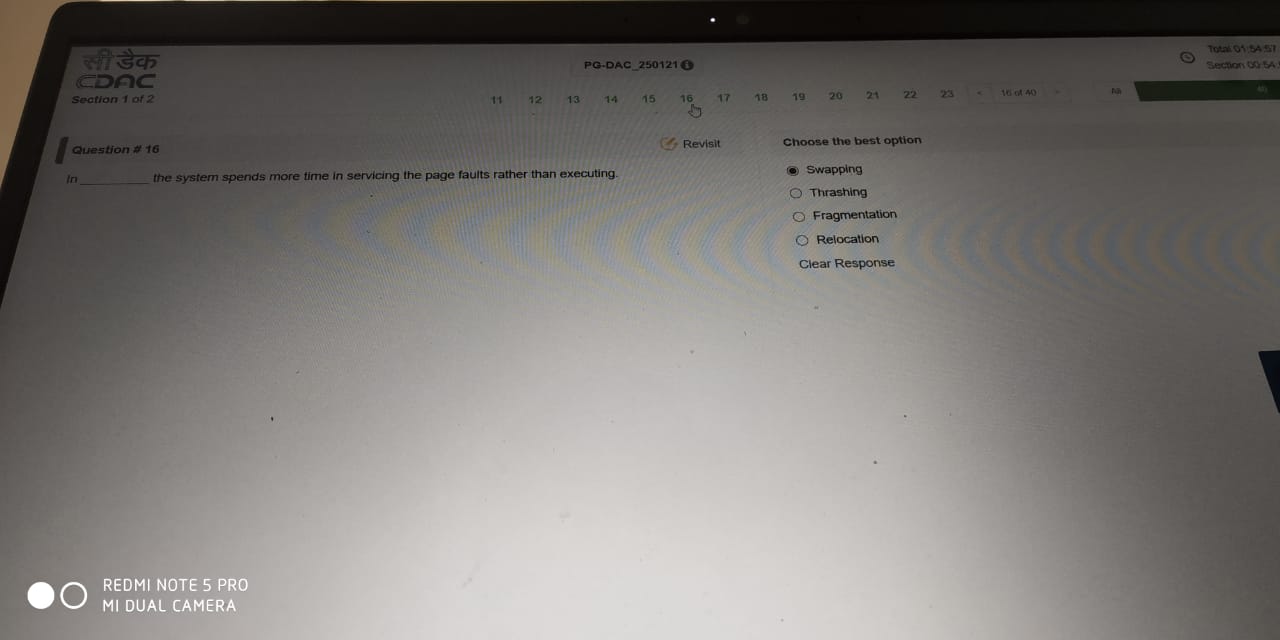 सी डैक
CDAC
Section 1 of 2
PG-DAC_250121
Total 01:54:57
Section 00:54:
11 12 13 14 15 16 17 18 19 20 21 22 23 < 16 of 40 > All 40
Question # 16
Revisit
In __________ the system spends more time in servicing the page faults rather than executing.
Choose the best option
Swapping
Thrashing
Fragmentation
Relocation
Clear Response
REDMI NOTE 5 PRO
MI DUAL CAMERA